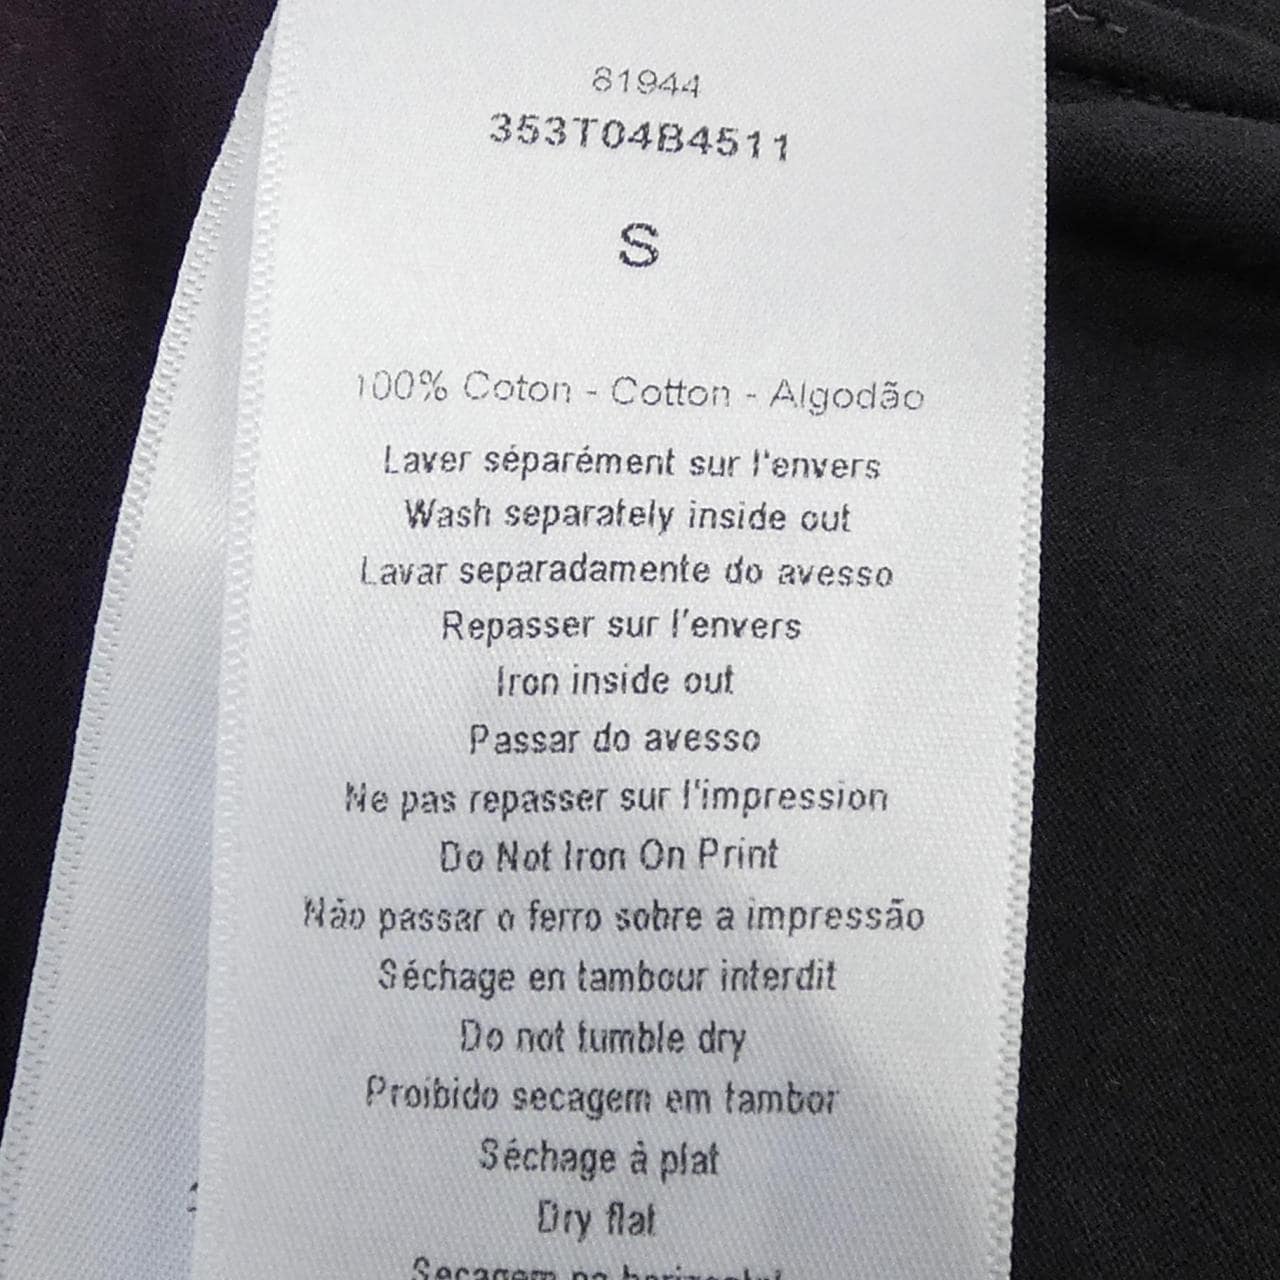 81944
353T04B4511
S
100% Coton - Cotton - Algodão
Laver séparément sur l'envers
Wash separately inside out
Lavar separadamente do avesso
Repasser sur l'envers
Iron inside out
Passar do avesso
Ne pas repasser sur l'impression
Do Not Iron On Print
Não passar o ferro sobre a impressão
Séchage en tambour interdit
Do not tumble dry
Proibido secagem em tambor
Séchage à plat
Dry flat
Secagem na horizontal